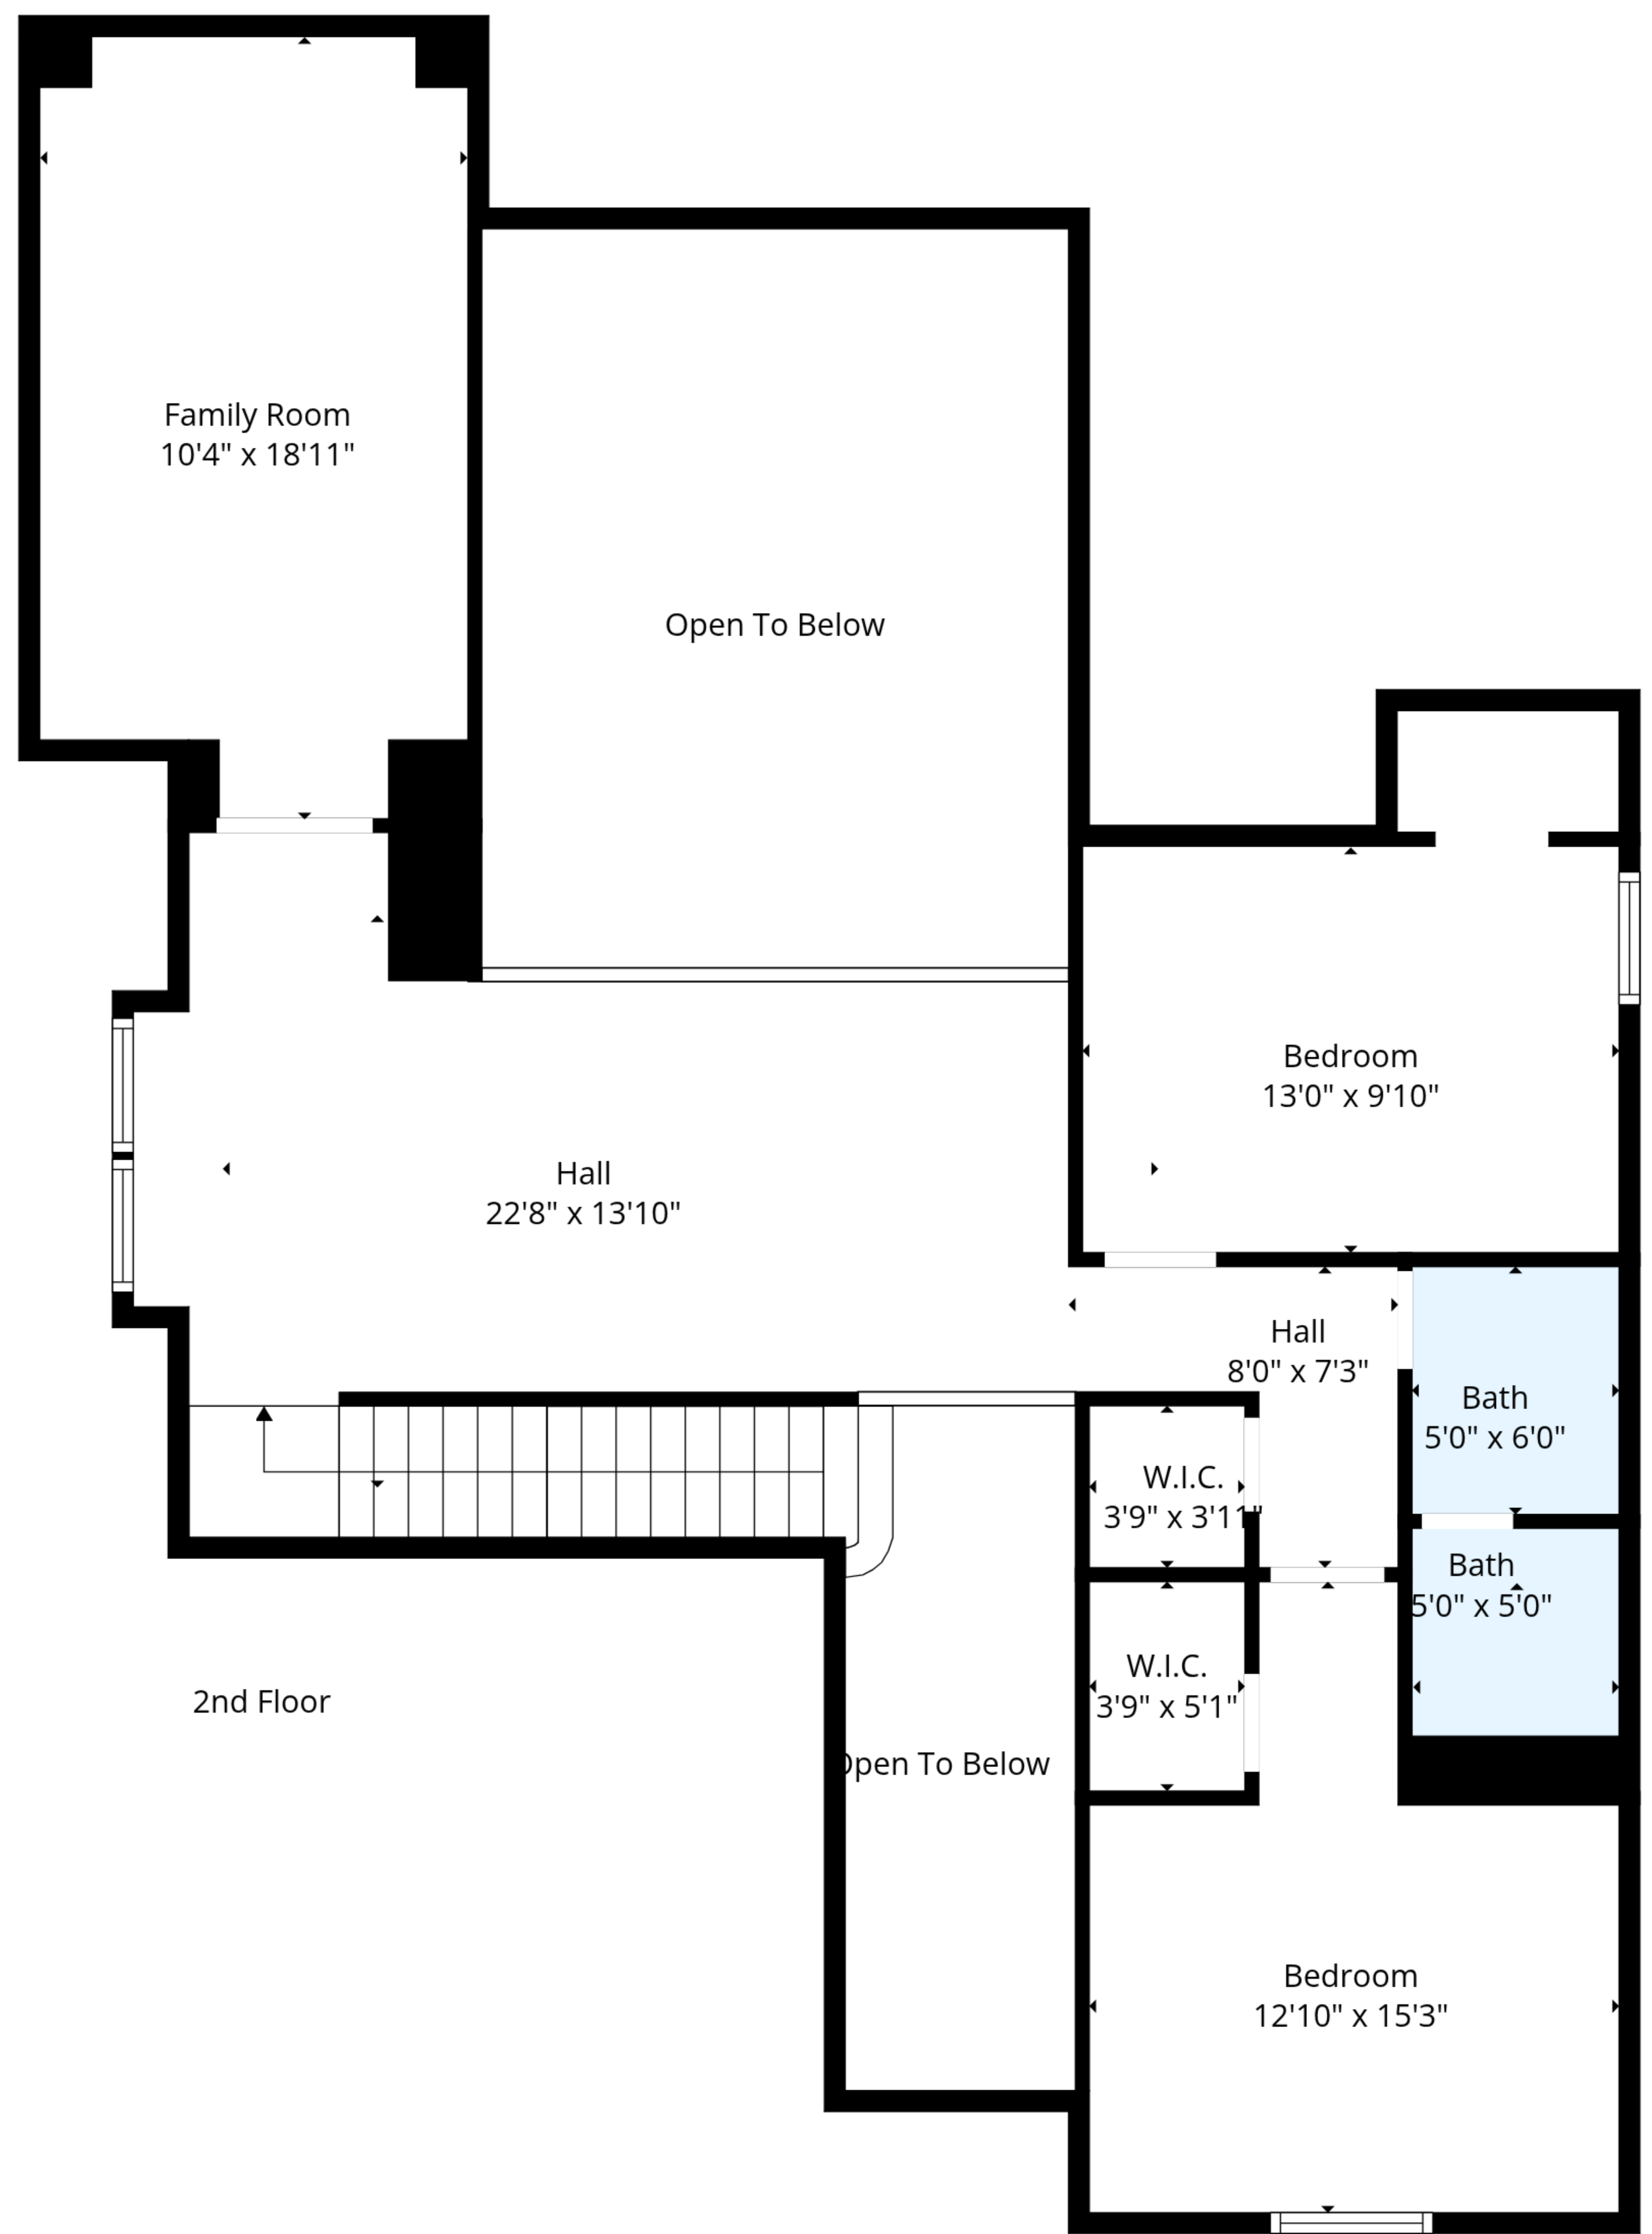 Family Room
10'4" x 18'11"
Open To Below
Bedroom
13'0" x 9'10"
Hall
22'8" x 13'10"
Hall
8'0" x 7'3"
Bath
5'0" x 6'0"
W.I.C.
3'9" x 3'11"
Bath
5'0" x 5'0"
W.I.C.
3'9" x 5'1"
2nd Floor
Open To Below
Bedroom
12'10" x 15'3"